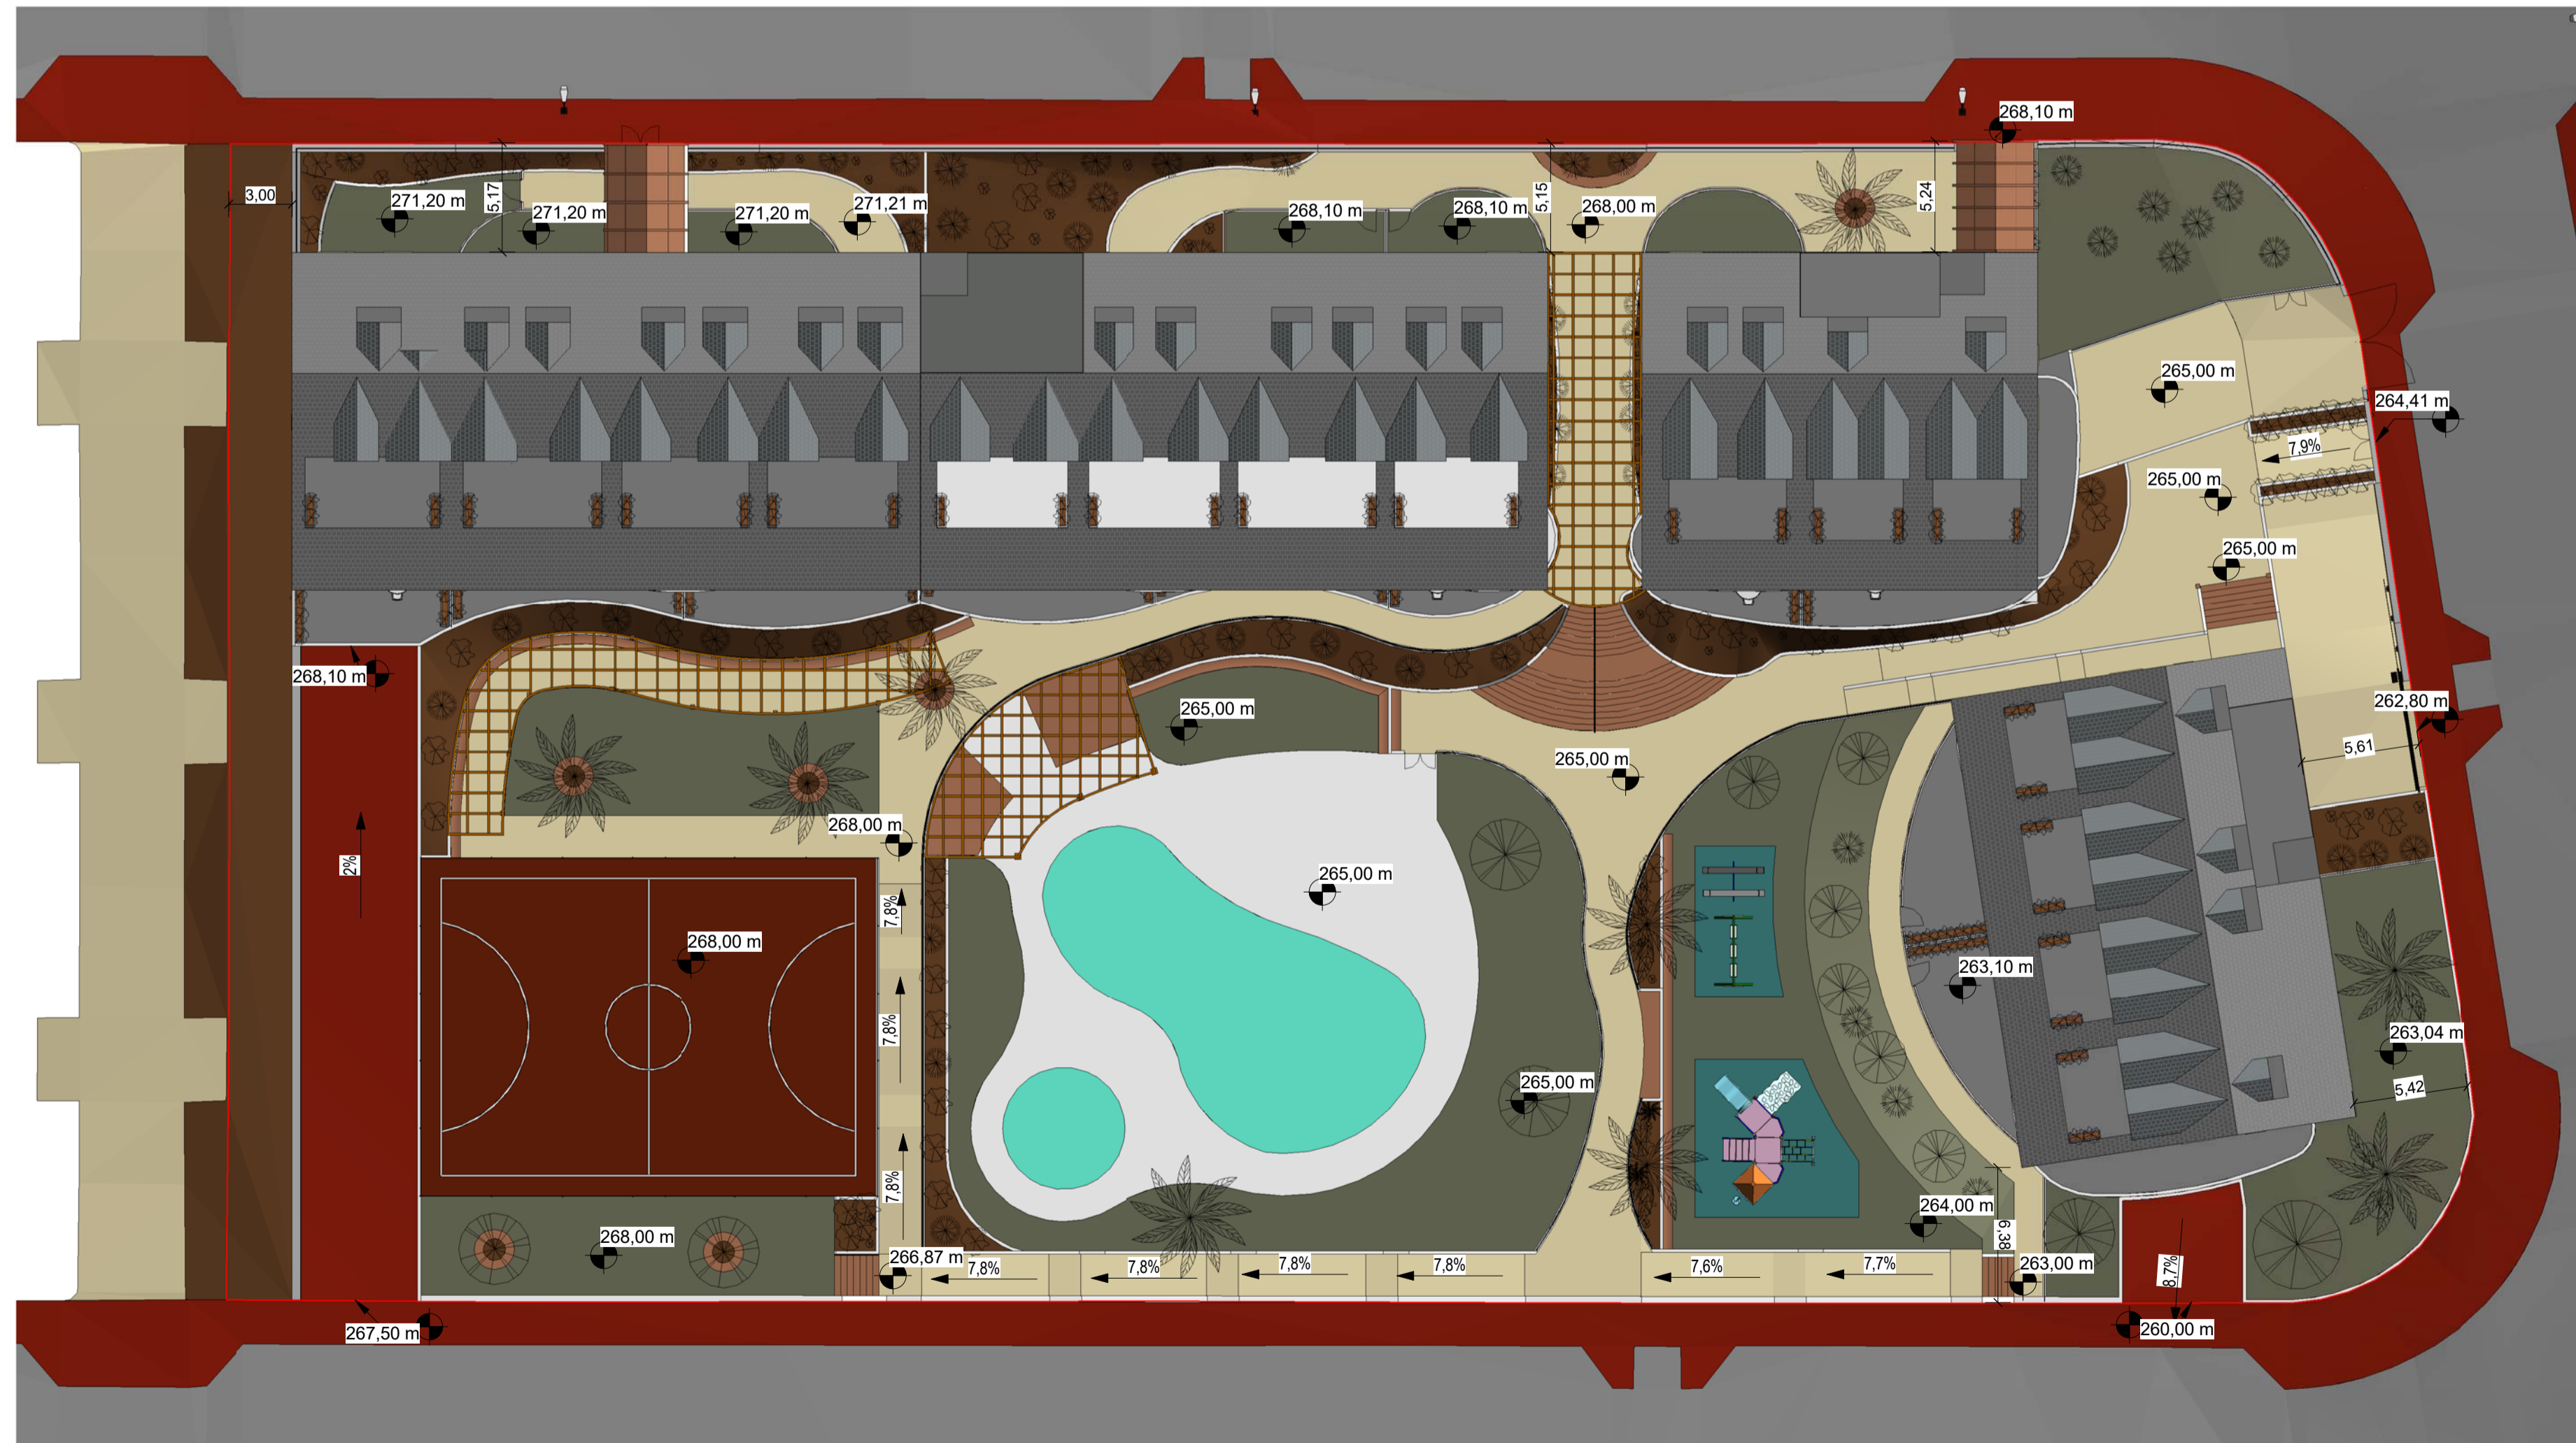 268,10 m
3,00
5,17
271,20 m
271,20 m
271,20 m
271,21 m
268,10 m
268,10 m
5,15
268,00 m
5,24
265,00 m
264,41 m
7,9%
265,00 m
265,00 m
268,10 m
265,00 m
262,80 m
5,61
265,00 m
268,00 m
2%
265,00 m
7,8%
268,00 m
263,10 m
7,8%
263,04 m
265,00 m
5,42
7,8%
264,00 m
268,00 m
6,38
266,87 m
7,8%
7,8%
7,8%
7,8%
7,6%
7,7%
263,00 m
8,7%
267,50 m
260,00 m